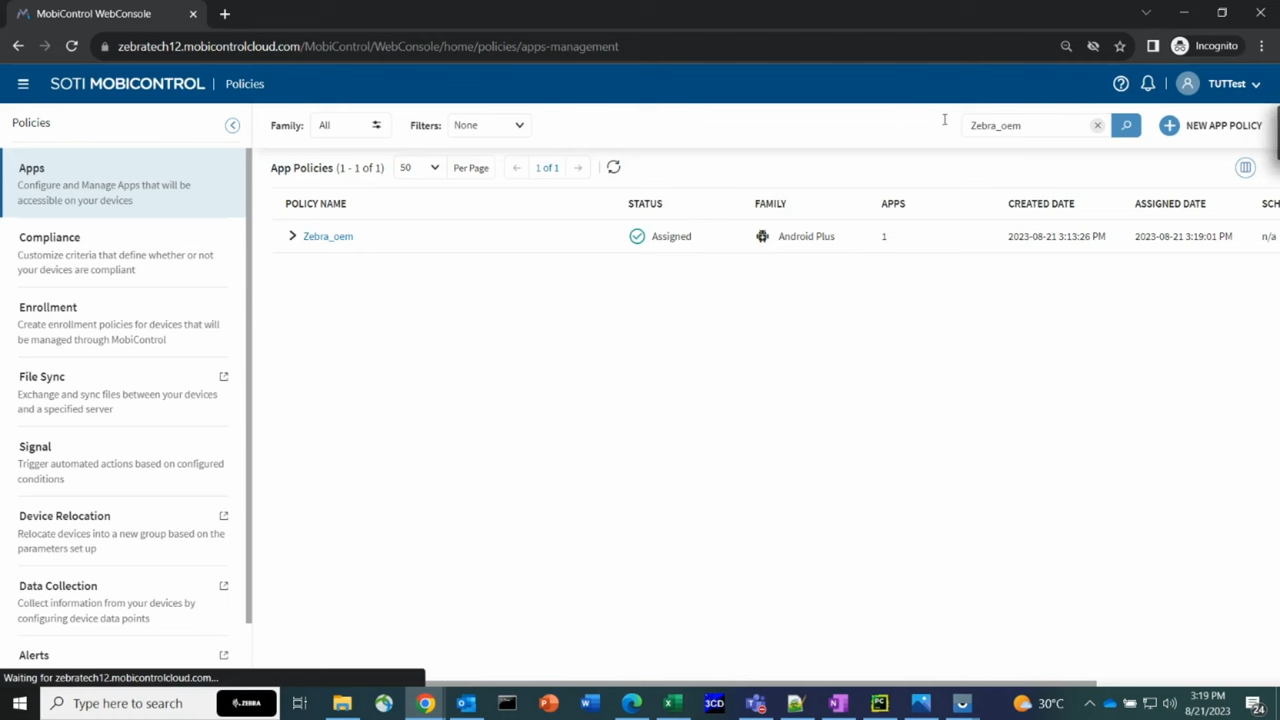 MobiControl WebConsole
zebratech12.mobicontrolcloud.com/MobiControl/WebConsole/home/policies/apps-management
Incognito
SOTI MOBICONTROL | Policies
TUTTest
Policies
Family: All Filters: None Zebra_oem NEW APP POLICY
Apps
Configure and Manage Apps that will be
accessible on your devices
Compliance
Customize criteria that define whether or not
your devices are compliant
Enrollment
Create enrollment policies for devices that will
be managed through MobiControl
File Sync
Exchange and sync files between your devices
and a specified server
Signal
Trigger automated actions based on configured
conditions
Device Relocation
Relocate devices into a new group based on the
parameters set up
Data Collection
Collect information from your devices by
configuring device data points
Alerts
App Policies (1 - 1 of 1) 50 Per Page 1 of 1
POLICY NAME STATUS FAMILY APPS CREATED DATE ASSIGNED DATE SCH
Zebra_oem Assigned Android Plus 1 2023-08-21 3:13:26 PM 2023-08-21 3:19:01 PM n/a
Waiting for zebratech12.mobicontrolcloud.com...
Type here to search ZEBRA 3CD PC 30°C 3:19 PM
8/21/2023 24